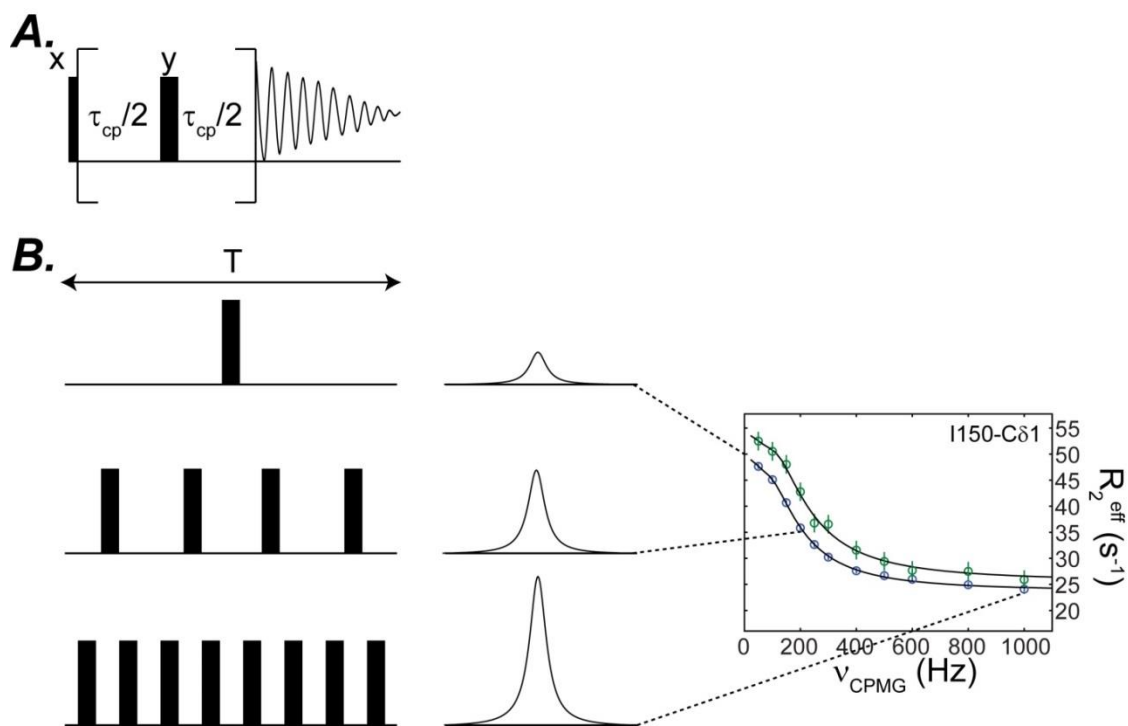 A.
x y
τcp/2 τcp/2
B.
T
I150-Cδ1
55
50
45
40
35
30
25
20
R2eff (s-1)
0 200 400 600 800 1000
νCPMG (Hz)